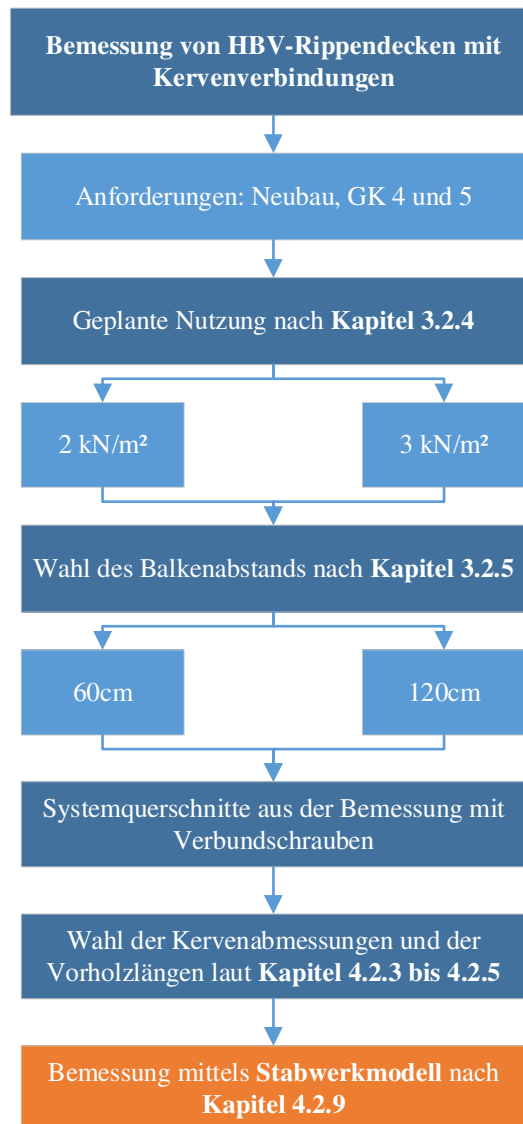 Bemessung von HBV-Rippendecken mit
Kervenverbindungen
Anforderungen: Neubau, GK 4 und 5
Geplante Nutzung nach Kapitel 3.2.4
2 kN/m²
3 kN/m²
Wahl des Balkenabstands nach Kapitel 3.2.5
60cm
120cm
Systemquerschnitte aus der Bemessung mit
Verbundschrauben
Wahl der Kervenabmessungen und der
Vorholzlängen laut Kapitel 4.2.3 bis 4.2.5
Bemessung mittels Stabwerkmodell nach
Kapitel 4.2.9